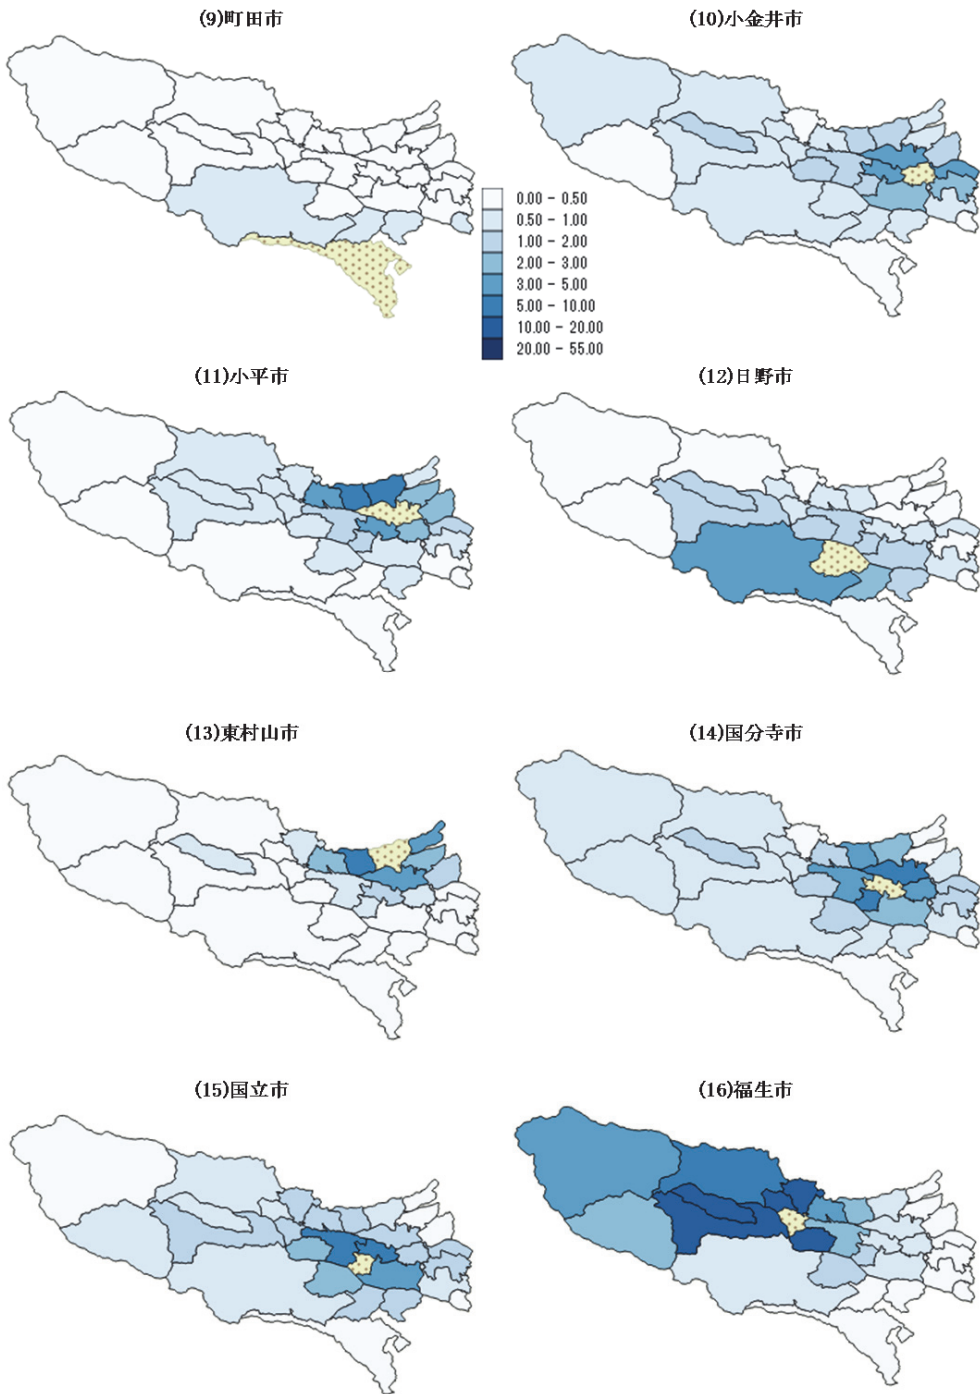 (9)町田市
(10)小金井市
0.00 - 0.50
0.50 - 1.00
1.00 - 2.00
2.00 - 3.00
3.00 - 5.00
5.00 - 10.00
10.00 - 20.00
20.00 - 55.00
(11)小平市
(12)日野市
(13)東村山市
(14)国分寺市
(15)国立市
(16)福生市